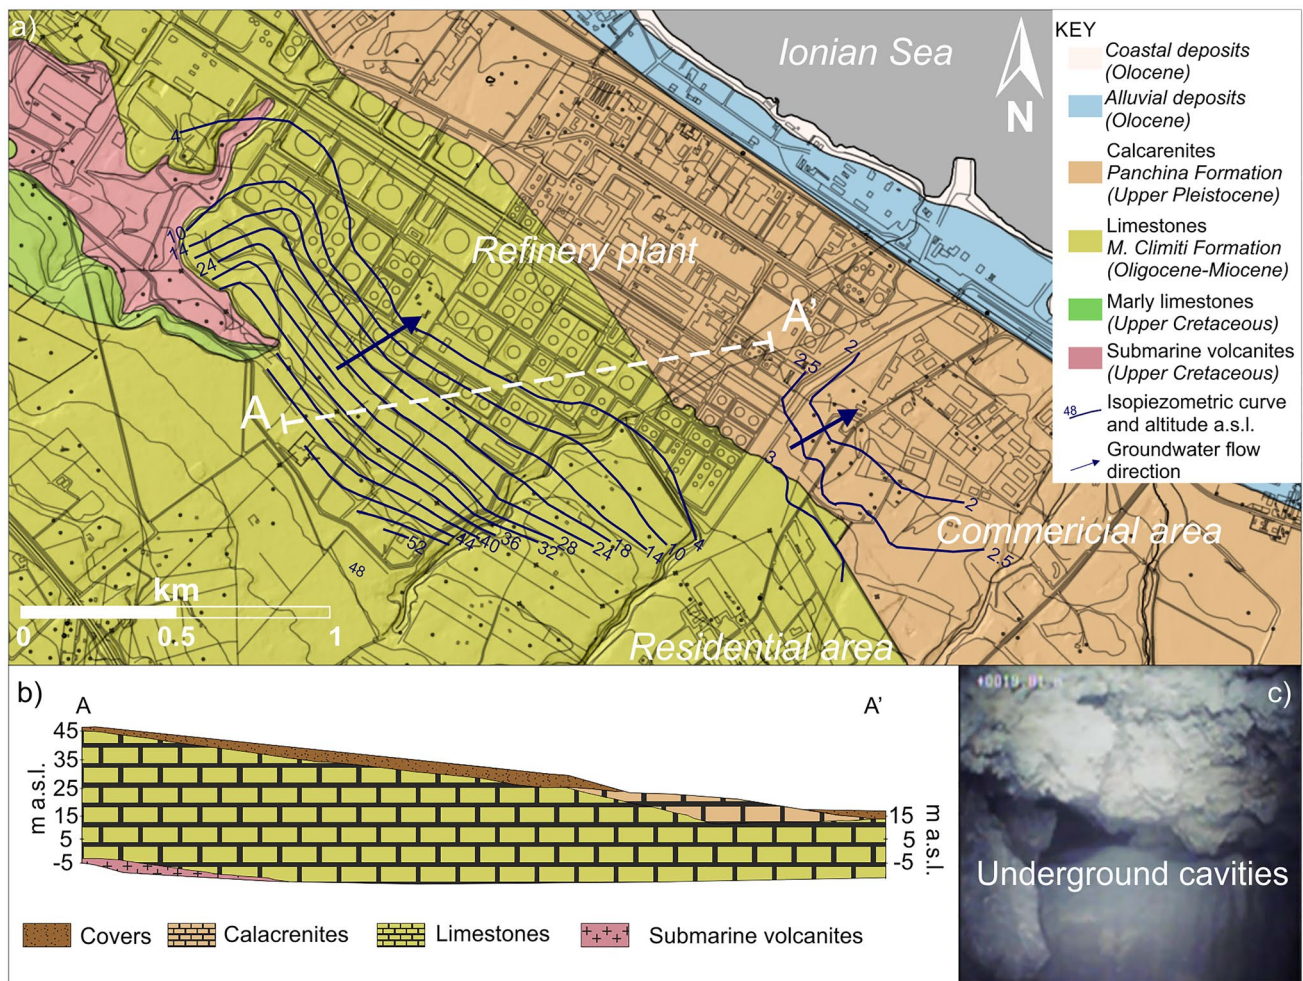 a)
Ionian Sea
N
Refinery plant
A
A'
Commericial area
Residential area
4
10
14
24
2.5
2
3
2
2.5
52
44
40
36
32
28
24
18
14
10
4
48
km
0
0.5
1
KEY
Coastal deposits
(Olocene)
Alluvial deposits
(Olocene)
Calcarenites
Panchina Formation
(Upper Pleistocene)
Limestones
M. Climiti Formation
(Oligocene-Miocene)
Marly limestones
(Upper Cretaceous)
Submarine volcanites
(Upper Cretaceous)
48
Isopiezometric curve
and altitude a.s.l.
Groundwater flow
direction
b)
A
A'
45
35
25
15
5
-5
m a.s.l.
15
5
-5
m a.s.l.
Covers
Calacrenites
Limestones
Submarine volcanites
c)
Underground cavities